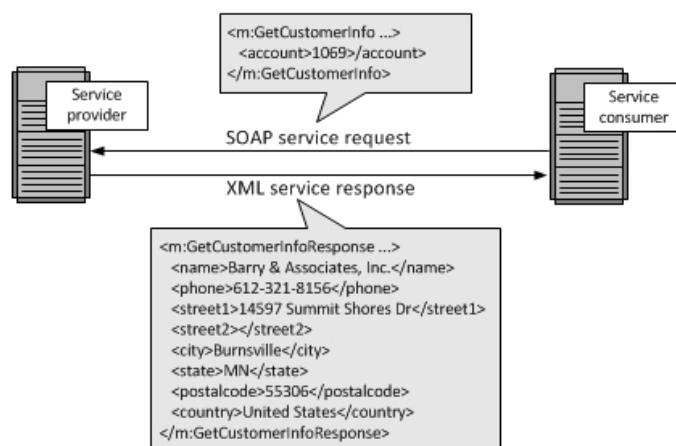 <m:GetCustomerInfo ...>
<account>1069>/account>
</m:GetCustomerInfo>
Service
provider
Service
consumer
SOAP service request
XML service response
<m:GetCustomerInfoResponse ...>
<name>Barry & Associates, Inc.</name>
<phone>612-321-8156</phone>
<street1>14597 Summit Shores Dr</street1>
<street2></street2>
<city>Burnsville</city>
<state>MN</state>
<postalcode>55306</postalcode>
<country>United States</country>
</m:GetCustomerInfoResponse>